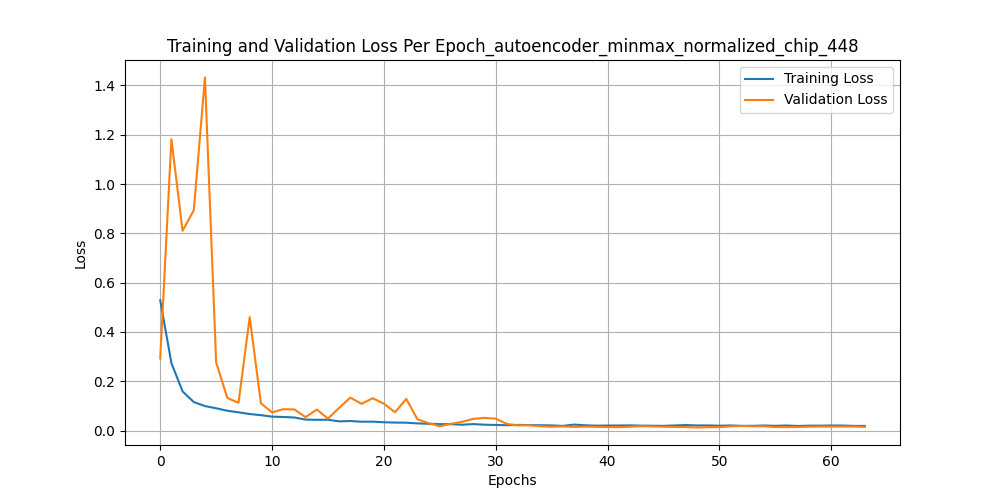 Training and Validation Loss Per Epoch_autoencoder_minmax_normalized_chip_448
Training Loss
Validation Loss
Loss
1.4
1.2
1.0
0.8
0.6
0.4
0.2
0.0
0 10 20 30 40 50 60
Epochs